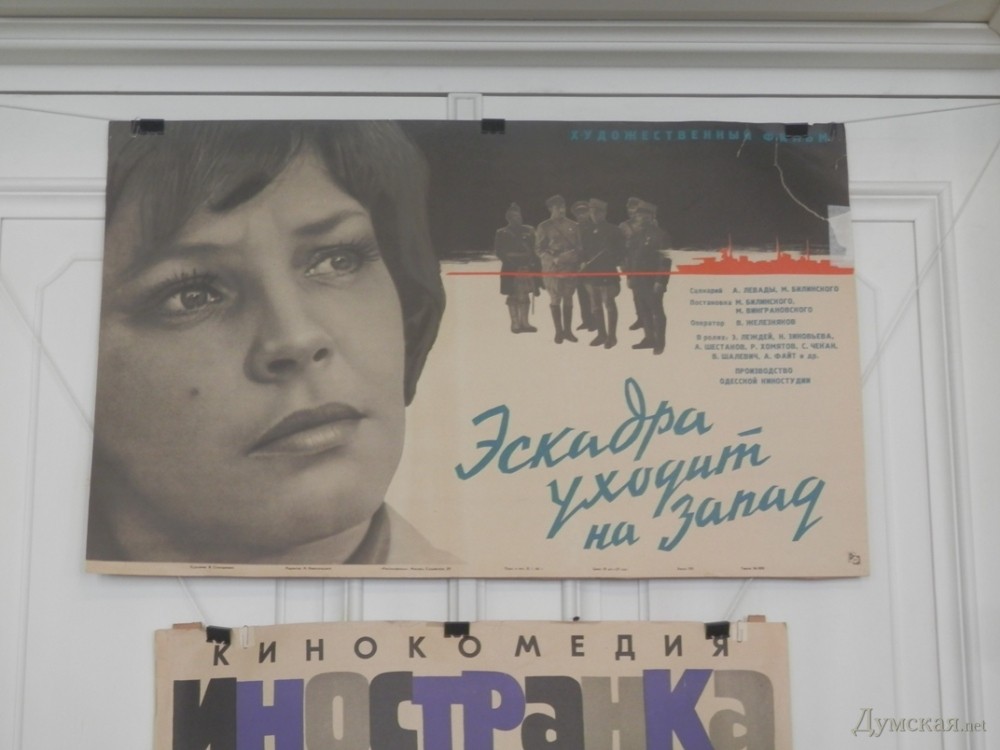 ХУДОЖЕСТВЕННЫЙ ФИЛЬМ
Сценарий А. ЛЕВАДЫ, М. БИЛИНСКОГО
Постановка М. БИЛИНСКОГО,
М. ВИНГРАНОВСКОГО
Оператор В. ЖЕЛЕЗНЯКОВ
В ролях: Э. ЛЕЖДЕЙ, Н. ЗИНОВЬЕВА,
А. ШЕСТАКОВ, Р. ХОМЯТОВ, С. ЧЕКАН,
В. ШАЛЕВИЧ, А. ФАЙТ и др.
ПРОИЗВОДСТВО
ОДЕССКОЙ КИНОСТУДИИ
Эскадра
уходит
на запад
КИНОКОМЕДИЯ
ИНОСТРАНКА
Думская.net